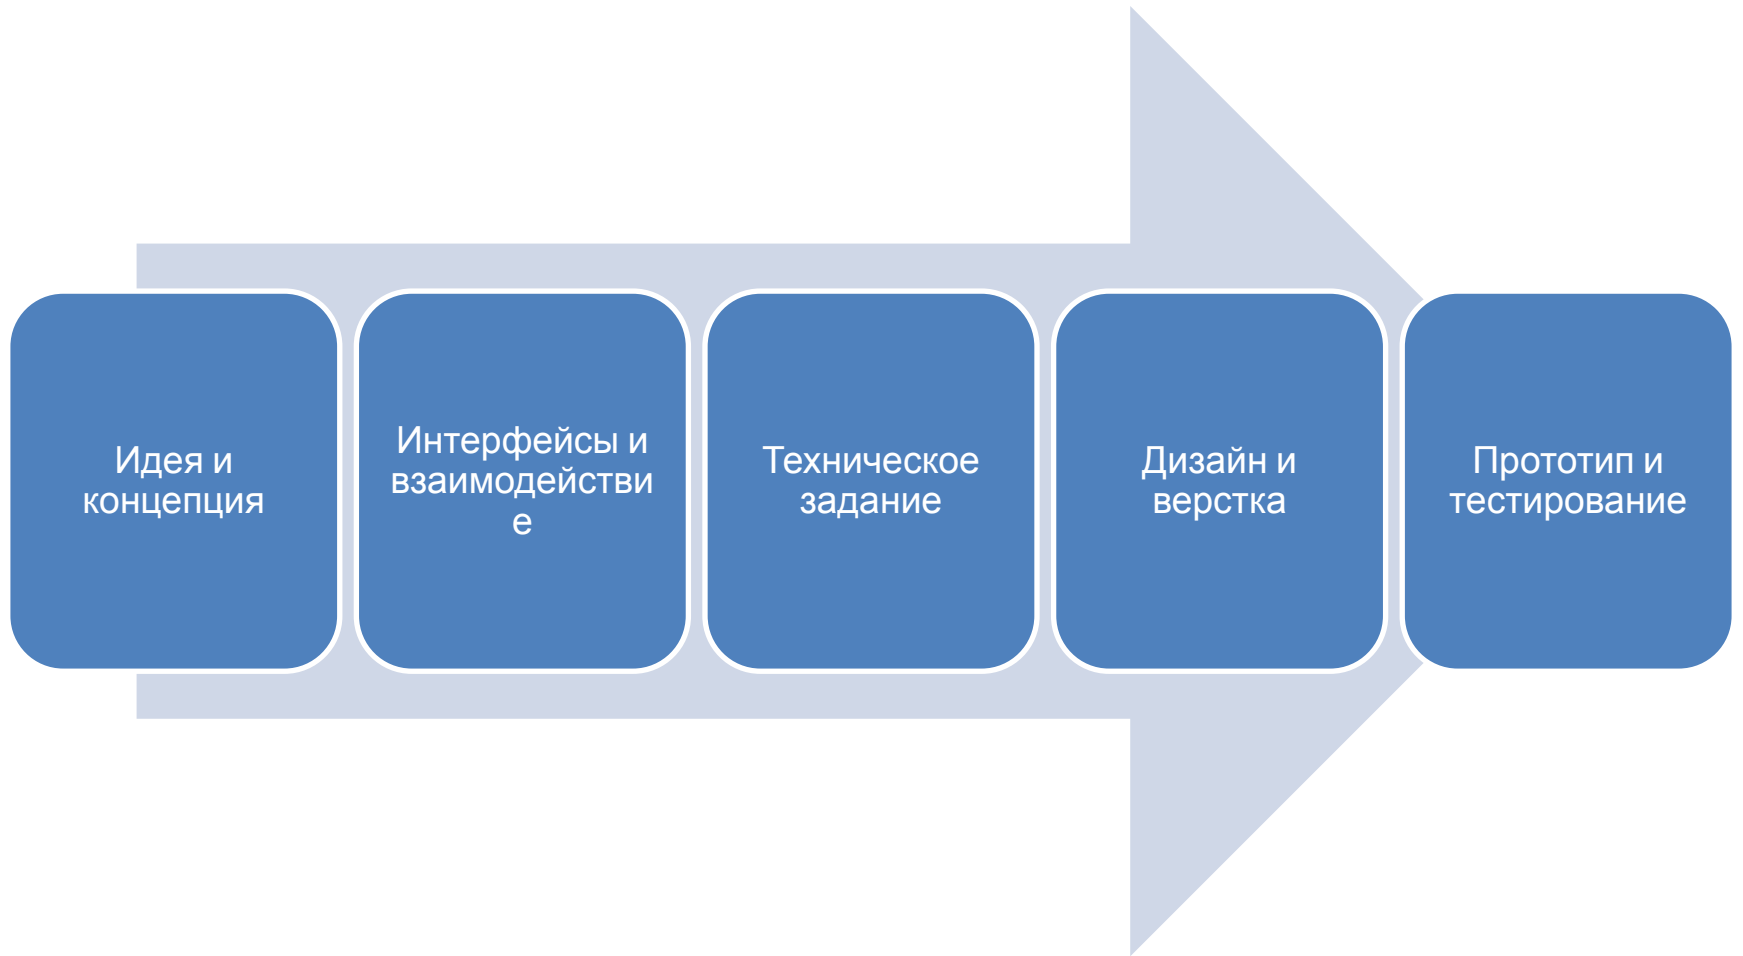 Идея и
концепция
Интерфейсы и
взаимодействи
е
Техническое
задание
Дизайн и
верстка
Прототип и
тестирование